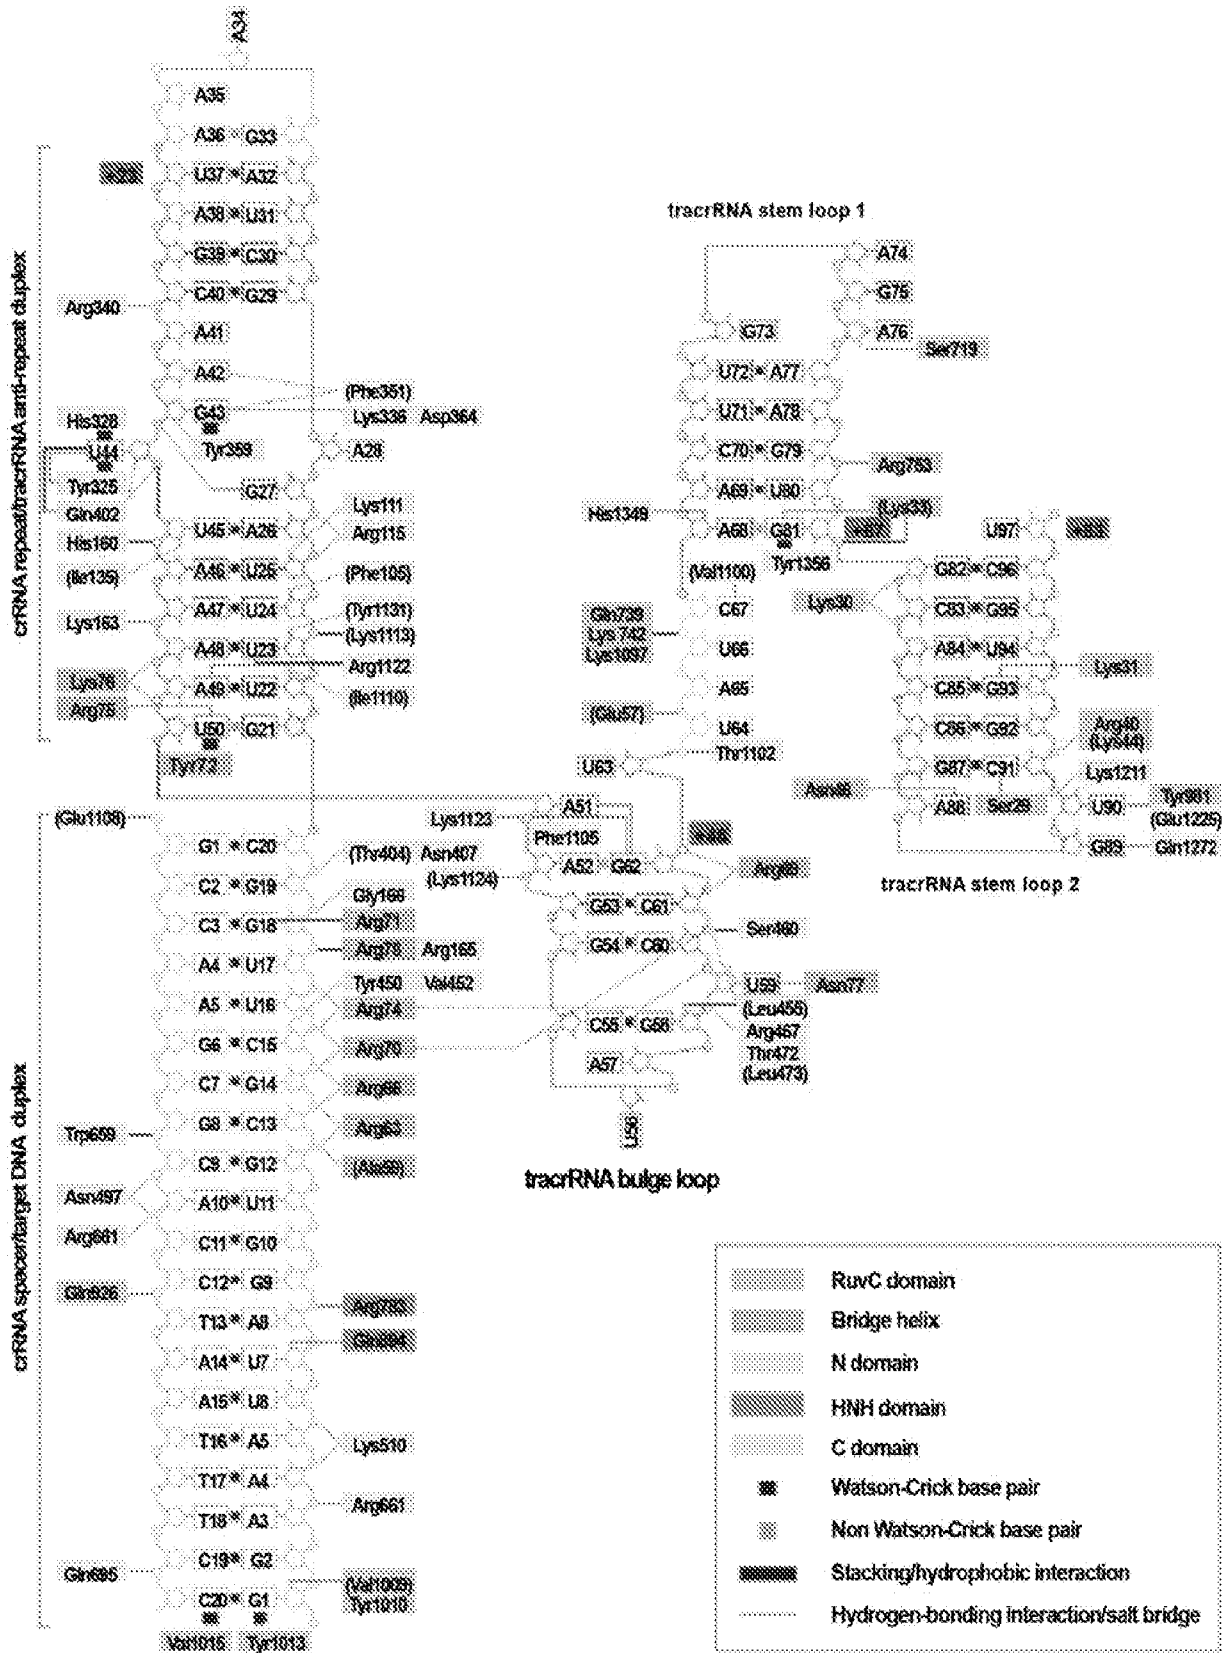 A34
A35
A36 G33
U37 A32
A38 U31
G39 C30
C40 G29
Arg340
A41
A42
(Phe351)
G43
Lys336 Asp364
His328
U44
Tyr359
A28
Tyr325
G27
Gln402
Lys111
U45 A26
Arg115
His160
(Ile135)
A46 U25
(Phe105)
A47 U24
(Tyr1131)
Lys163
(Lys1113)
A48 U23
Arg1122
Lys76
A49 U22
(Ile1110)
Arg75
U50 G21
Tyr72
crRNA repeat/tracrRNA anti-repeat duplex
tracrRNA stem loop 1
A74
G75
G73
A76
Ser719
U72 A77
U71 A78
C70 G79
Arg753
A69 U80
(Lys33)
His1349
A68 G81
Tyr1356
(Val1100)
C67
Gln739
Lys 742
Lys1097
U66
A65
(Glu57)
U64
Thr1102
U63
U97
G82 C96
Lys30
C83 G95
A84 U94
Lys31
C85 G93
C86 G92
Arg40
(Lys44)
G87 C91
Lys1211
Asn46
A88
Ser29
U90
Tyr981
(Glu1225)
G89
Gln1272
tracrRNA stem loop 2
A51
Lys1123
Phe1105
A52 G62
(Lys1124)
Arg69
G53 C61
Ser460
G54 C60
U59
Asn77
(Leu455)
C55 G58
Arg467
Thr472
(Leu473)
A57
U56
tracrRNA bulge loop
(Glu1108)
G1 C20
(Thr404) Asn407
C2 G19
Gly166
C3 G18
Arg71
Arg78 Arg165
A4 U17
Tyr450 Val452
A5 U16
Arg74
G6 C15
Arg70
C7 G14
Arg66
G8 C13
Arg63
Trp659
C9 G12
(Ala59)
Asn497
A10 U11
Arg661
C11 G10
C12 G9
Gln926
Arg783
T13 A8
Gln694
A14 U7
A15 U6
T16 A5
Lys510
T17 A4
Arg661
T18 A3
C19 G2
Gln695
(Val1009)
Tyr1010
C20 G1
Val1015 Tyr1013
crRNA spacer/target DNA duplex
RuvC domain
Bridge helix
N domain
HNH domain
C domain
Watson-Crick base pair
Non Watson-Crick base pair
Stacking/hydrophobic interaction
Hydrogen-bonding interaction/salt bridge